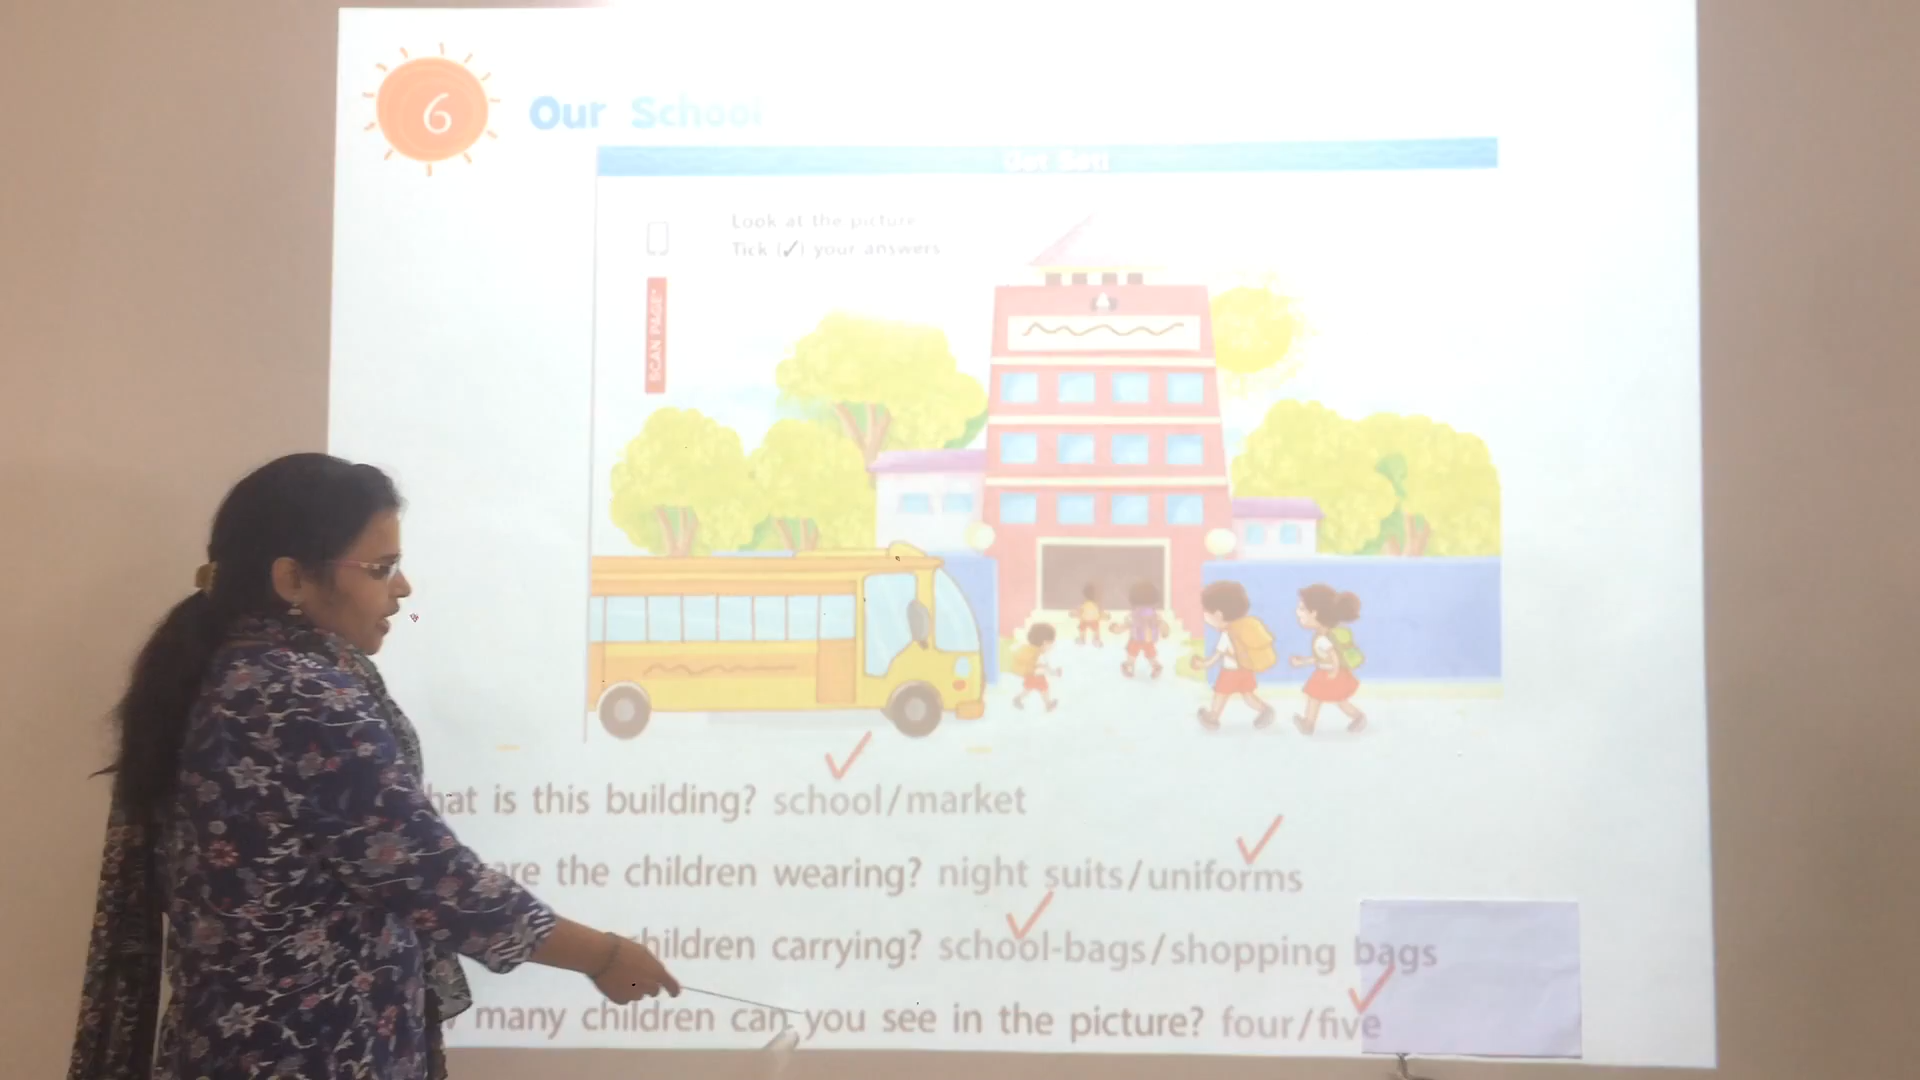 6
Our School
Get Set!
Look at the picture
Tick (✓) your answers
SCAN PAGE*
hat is this building? school/market
are the children wearing? night suits/uniforms
hildren carrying? school-bags/shopping bags
many children can you see in the picture? four/five